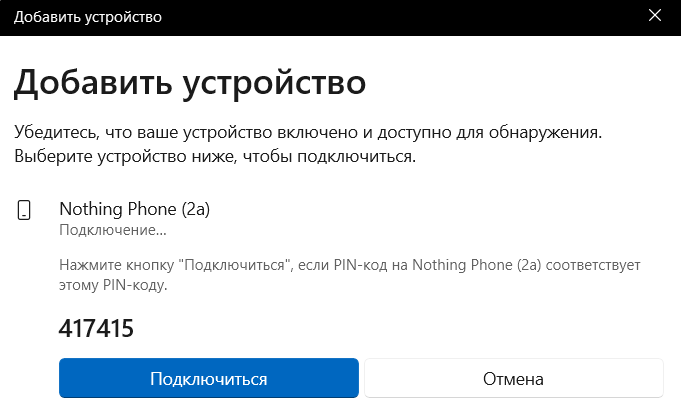 Добавить устройство
Добавить устройство
Убедитесь, что ваше устройство включено и доступно для обнаружения.
Выберите устройство ниже, чтобы подключиться.
Nothing Phone (2a)
Подключение...
Нажмите кнопку "Подключиться", если PIN-код на Nothing Phone (2a) соответствует
этому PIN-коду.
417415
Подключиться
Отмена